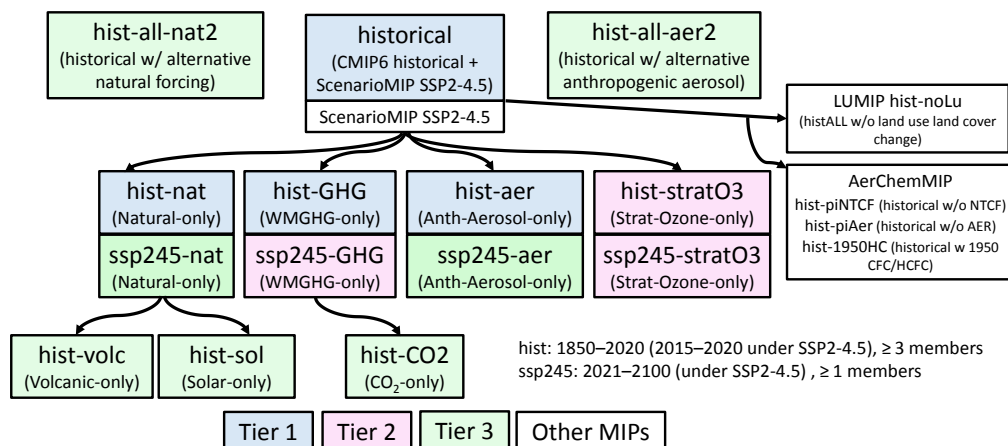 hist-all-nat2
(historical w/ alternative
natural forcing)
historical
(CMIP6 historical +
ScenarioMIP SSP2-4.5)
ScenarioMIP SSP2-4.5
hist-all-aer2
(historical w/ alternative
anthropogenic aerosol)
LUMIP hist-noLu
(histALL w/o land use land cover
change)
AerChemMIP
hist-piNTCF (historical w/o NTCF)
hist-piAer (historical w/o AER)
hist-1950HC (historical w 1950
CFC/HCFC)
hist-nat
(Natural-only)
ssp245-nat
(Natural-only)
hist-GHG
(WMGHG-only)
ssp245-GHG
(WMGHG-only)
hist-aer
(Anth-Aerosol-only)
ssp245-aer
(Anth-Aerosol-only)
hist-stratO3
(Strat-Ozone-only)
ssp245-stratO3
(Strat-Ozone-only)
hist-volc
(Volcanic-only)
hist-sol
(Solar-only)
hist-CO2
(CO₂-only)
hist: 1850–2020 (2015–2020 under SSP2-4.5), ≥ 3 members
ssp245: 2021–2100 (under SSP2-4.5) , ≥ 1 members
Tier 1
Tier 2
Tier 3
Other MIPs